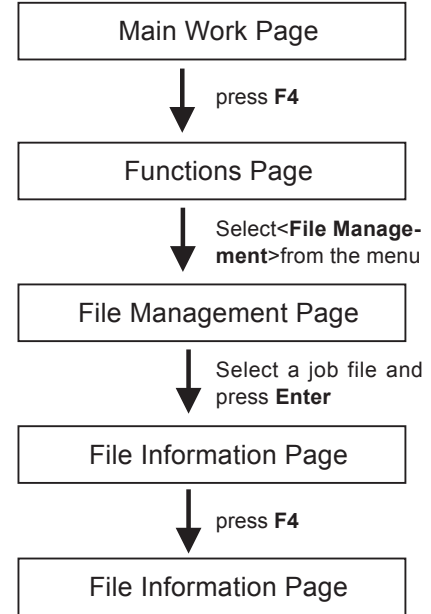 Main Work Page
press F4
Functions Page
Select<File Manage-
ment>from the menu
File Management Page
Select a job file and
press Enter
File Information Page
press F4
File Information Page